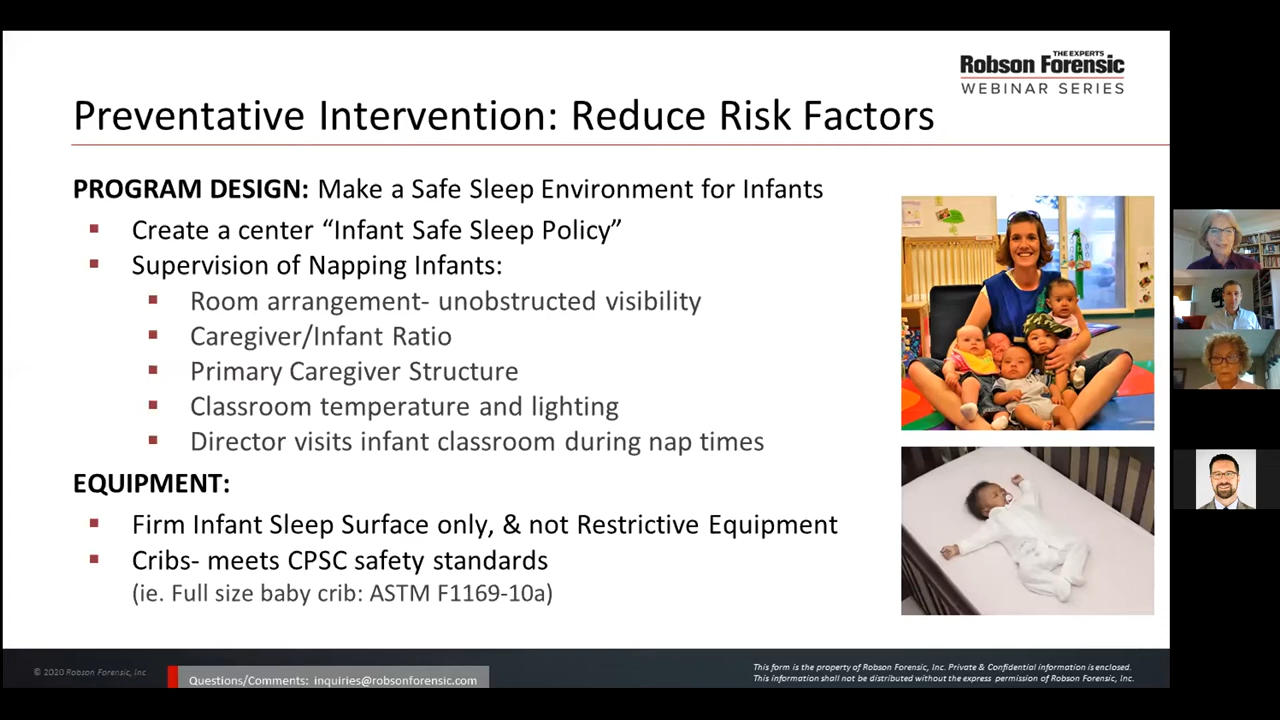 THE EXPERTS
Robson Forensic
WEBINAR SERIES
Preventative Intervention: Reduce Risk Factors
PROGRAM DESIGN: Make a Safe Sleep Environment for Infants
▪ Create a center “Infant Safe Sleep Policy”
▪ Supervision of Napping Infants:
▪ Room arrangement- unobstructed visibility
▪ Caregiver/Infant Ratio
▪ Primary Caregiver Structure
▪ Classroom temperature and lighting
▪ Director visits infant classroom during nap times
EQUIPMENT:
▪ Firm Infant Sleep Surface only, & not Restrictive Equipment
▪ Cribs- meets CPSC safety standards
(ie. Full size baby crib: ASTM F1169-10a)
© 2020 Robson Forensic, Inc
Questions/Comments: inquiries@robsonforensic.com
This form is the property of Robson Forensic, Inc. Private & Confidential information is enclosed.
This information shall not be distributed without the express permission of Robson Forensic, Inc.